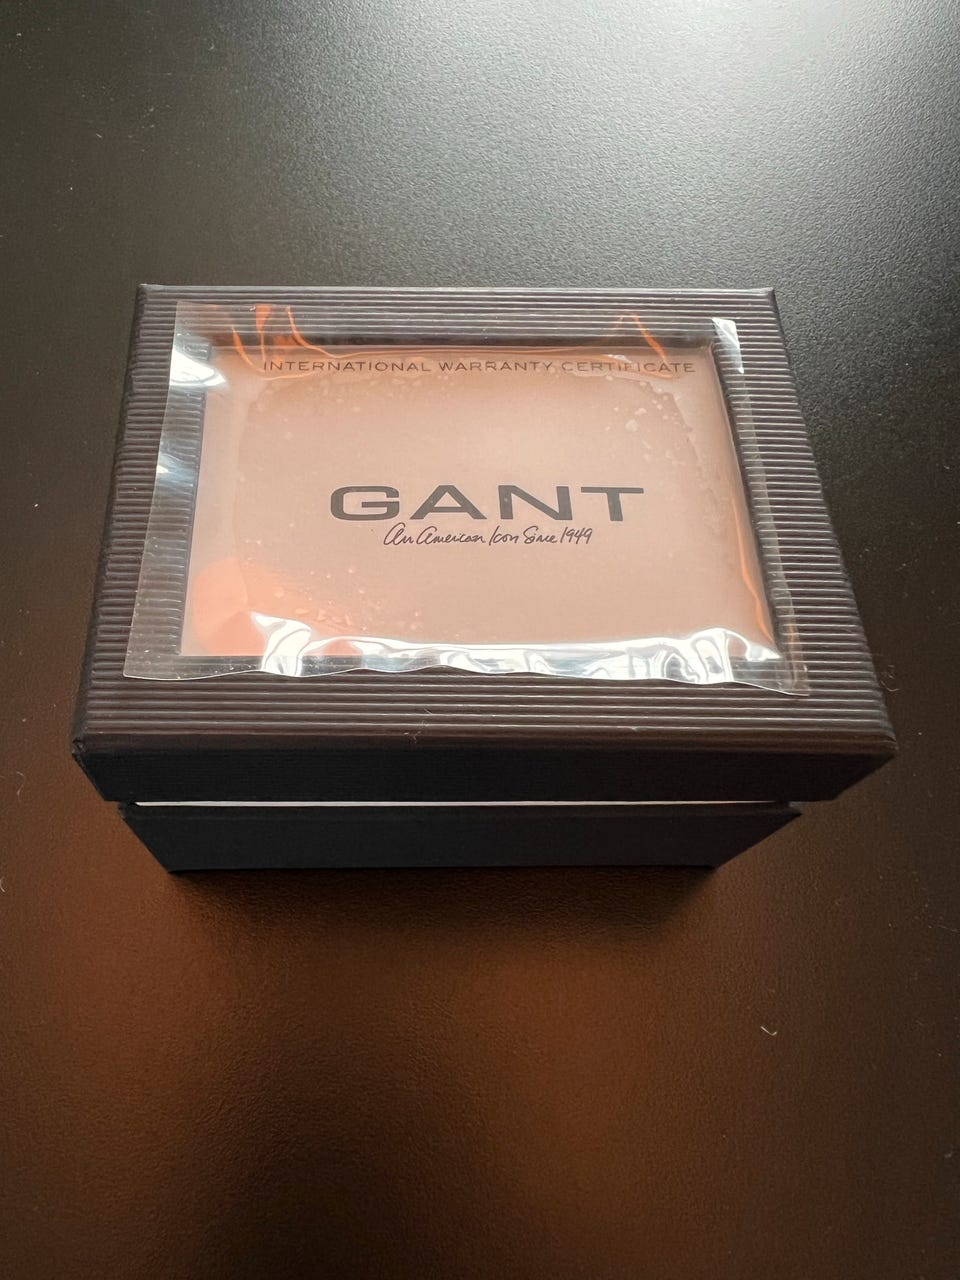 INTERNATIONAL WARRANTY CERTIFICATE
GANT
An American Icon Since 1949